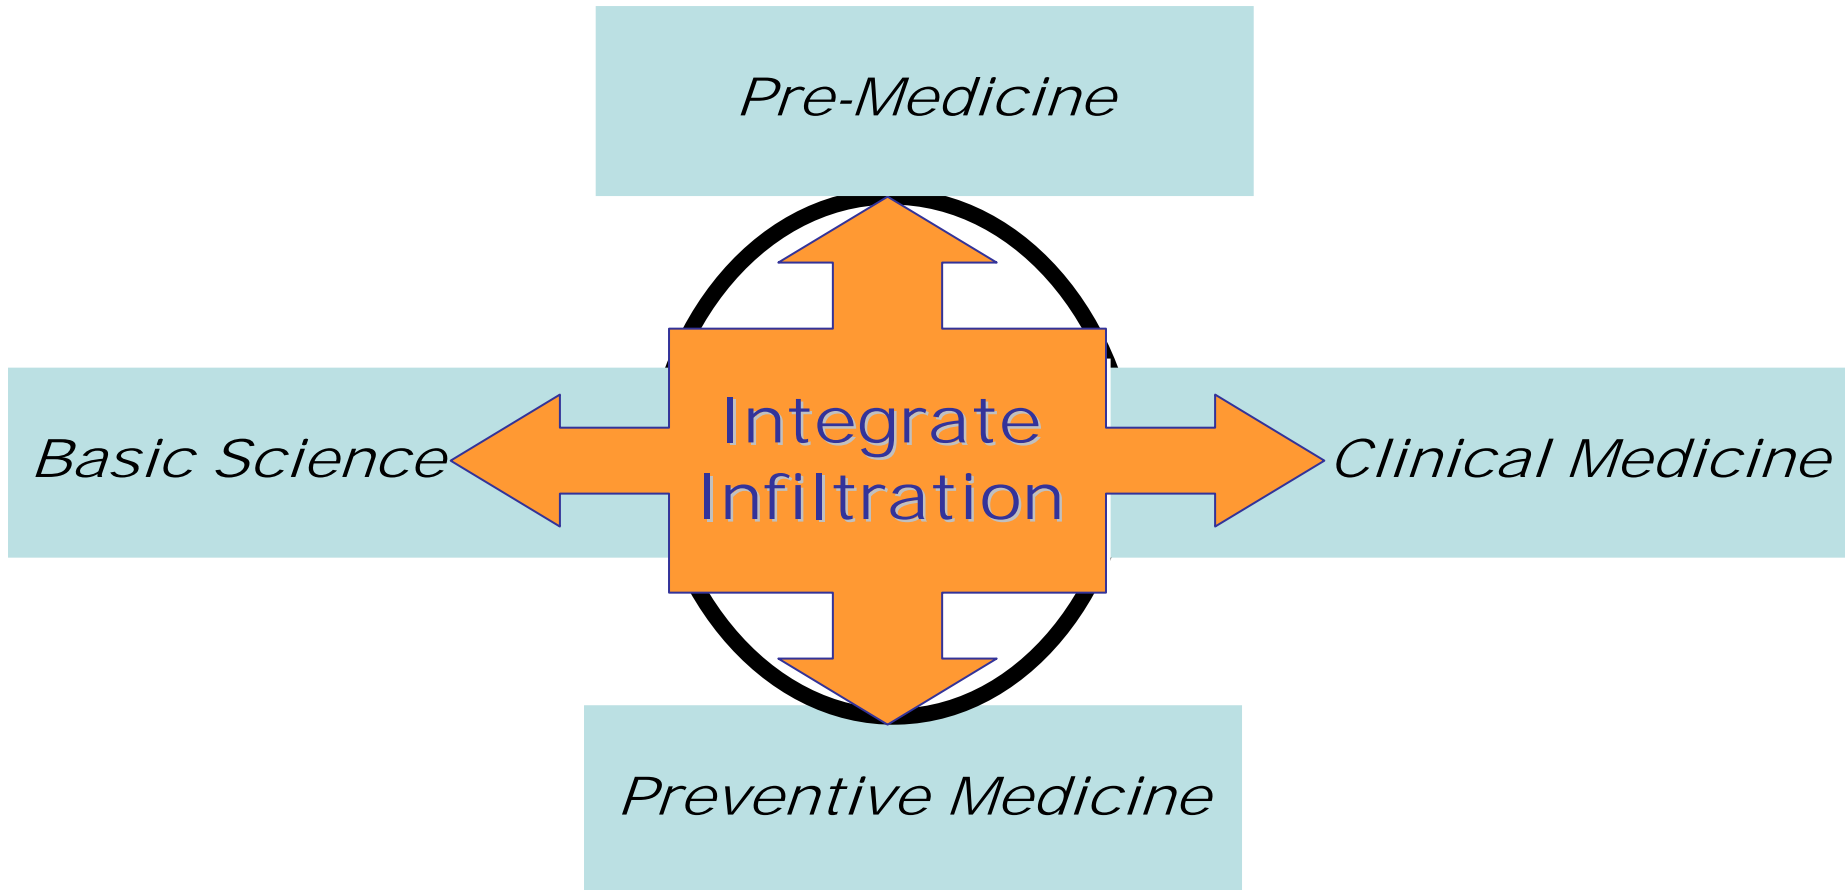 Pre-Medicine
Basic Science
Integrate
Infiltration
Clinical Medicine
Preventive Medicine